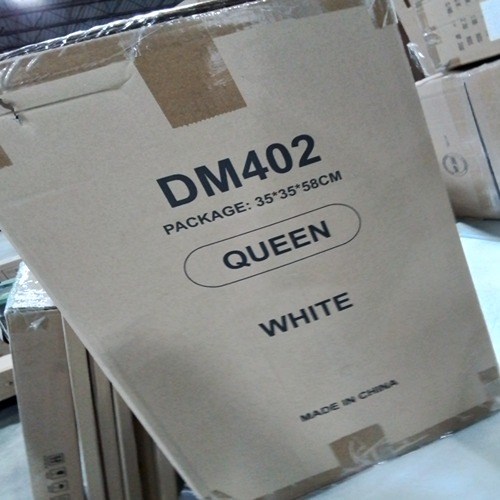 DM402
PACKAGE: 35*35*58CM
QUEEN
WHITE
MADE IN CHINA